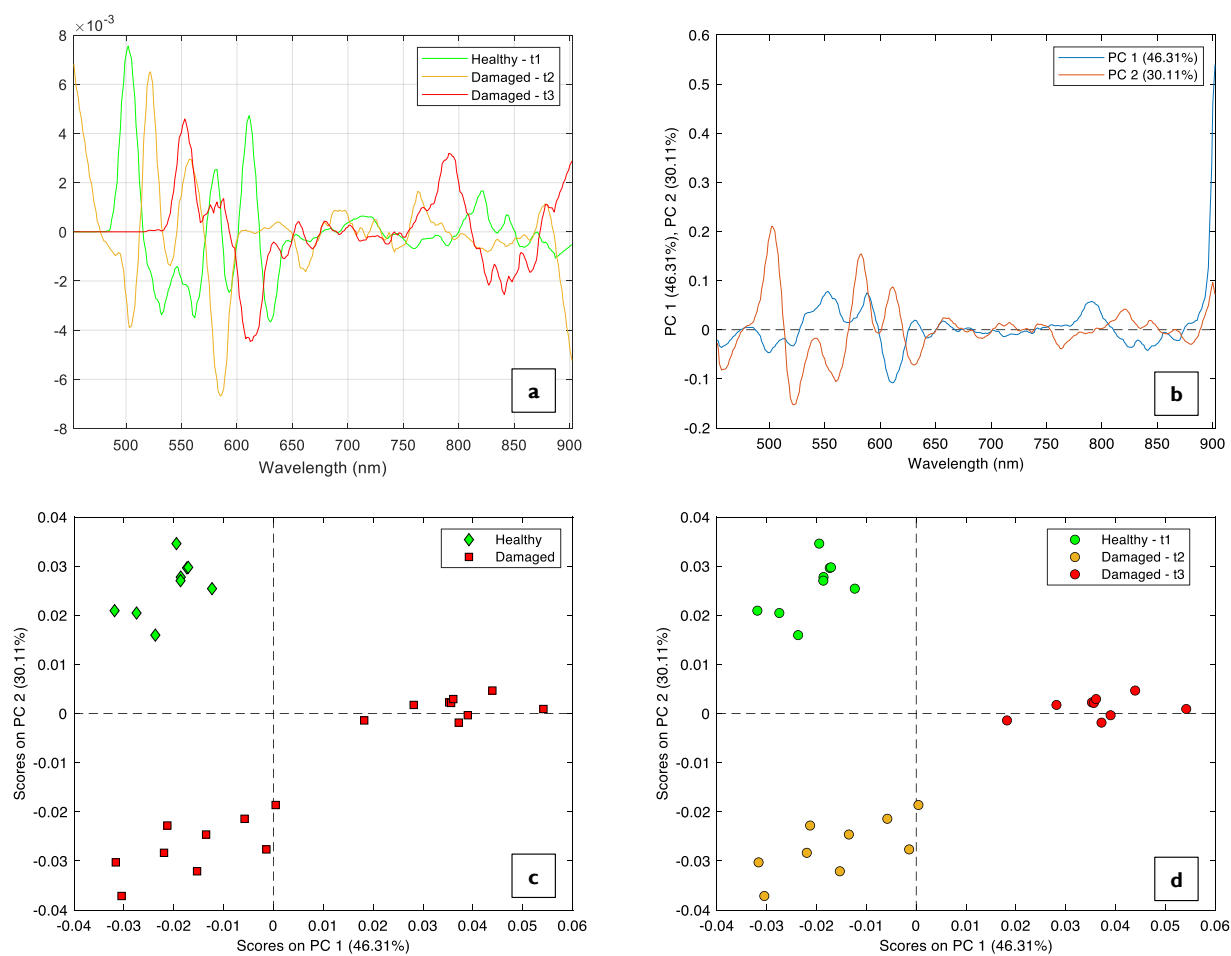 ×10⁻³
8
6
4
2
0
-2
-4
-6
-8
500 550 600 650 700 750 800 850 900
Wavelength (nm)
Healthy - t1
Damaged - t2
Damaged - t3
a
0.6
0.5
0.4
0.3
0.2
0.1
0
-0.1
-0.2
500 550 600 650 700 750 800 850 900
Wavelength (nm)
PC 1 (46.31%), PC 2 (30.11%)
PC 1 (46.31%)
PC 2 (30.11%)
b
0.04
0.03
0.02
0.01
0
-0.01
-0.02
-0.03
-0.04
-0.04 -0.03 -0.02 -0.01 0 0.01 0.02 0.03 0.04 0.05 0.06
Scores on PC 1 (46.31%)
Scores on PC 2 (30.11%)
Healthy
Damaged
c
0.04
0.03
0.02
0.01
0
-0.01
-0.02
-0.03
-0.04
-0.04 -0.03 -0.02 -0.01 0 0.01 0.02 0.03 0.04 0.05 0.06
Scores on PC 1 (46.31%)
Scores on PC 2 (30.11%)
Healthy - t1
Damaged - t2
Damaged - t3
d